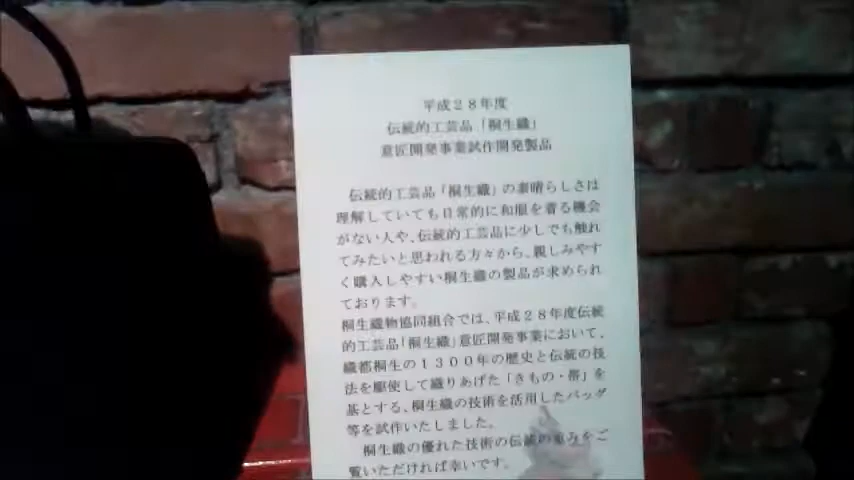 平成２８年度
伝統的工芸品「桐生織」
意匠開発事業試作開発製品
伝統的工芸品「桐生織」の素晴らしさは
理解していても日常的に和服を着る機会
がない人や、伝統的工芸品に少しでも触れ
てみたいと思われる方々から、親しみやす
く購入しやすい桐生織の製品が求められ
ております。
桐生織物協同組合では、平成２８年度伝統
的工芸品「桐生織」意匠開発事業において、
織都桐生の１３００年の歴史と伝統の技
法を駆使して織りあげた「きもの・帯」を
基とする、桐生織の技術を活用したバッグ
等を試作いたしました。
桐生織の優れた技術の伝統の重みをご
覧いただければ幸いです。